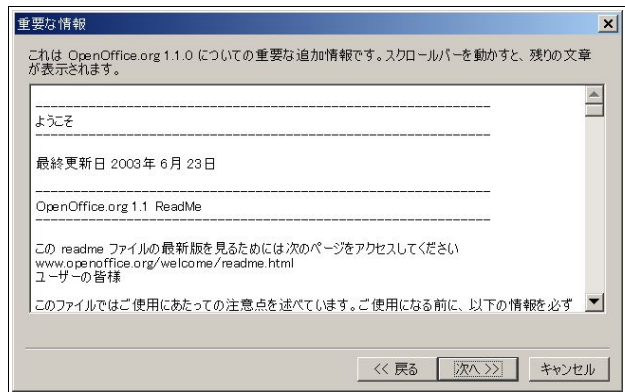 重要な情報
これは OpenOffice.org 1.1.0 についての重要な追加情報です。スクロールバーを動かすと、残りの文章
が表示されます。
------------------------------------------------------------
ようこそ
------------------------------------------------------------
最終更新日 2003年 6月 23日
------------------------------------------------------------
OpenOffice.org 1.1 ReadMe
------------------------------------------------------------
この readme ファイルの最新版を見るためには次のページをアクセスしてください
www.openoffice.org/welcome/readme.html
ユーザーの皆様
このファイルではご使用にあたっての注意点を述べています。ご使用になる前に、以下の情報を必ず
<< 戻る 次へ >> キャンセル